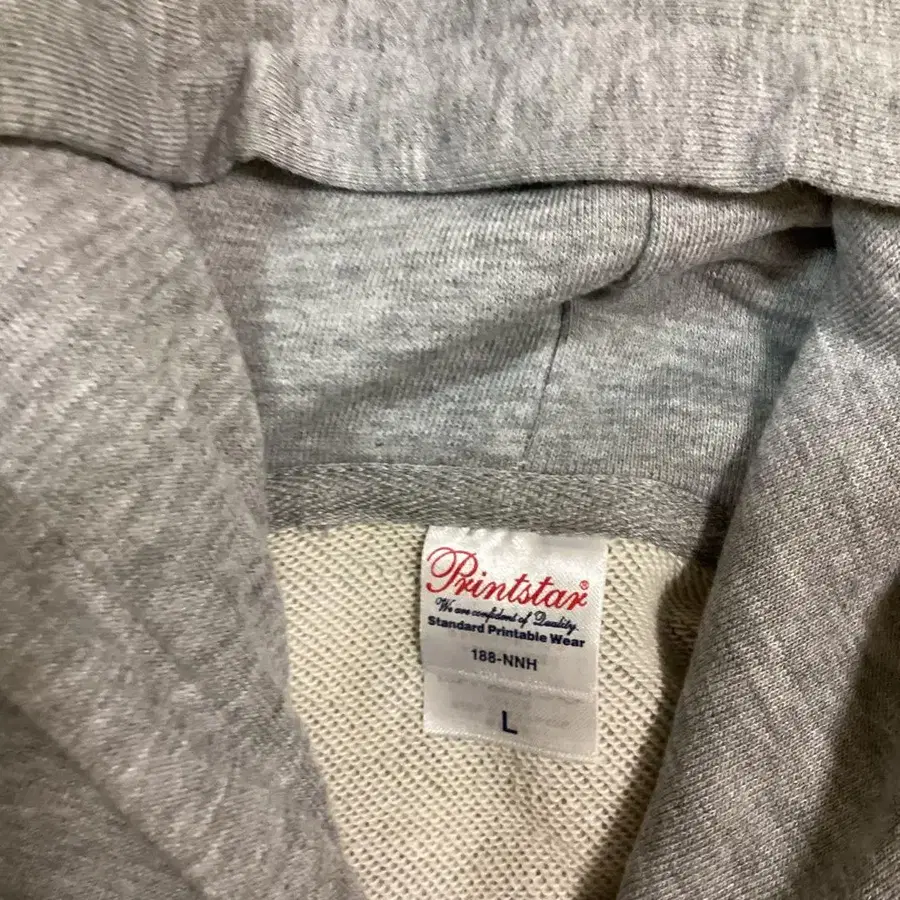 Printstar®
We are confident of Quality.
Standard Printable Wear
188-NNH
L